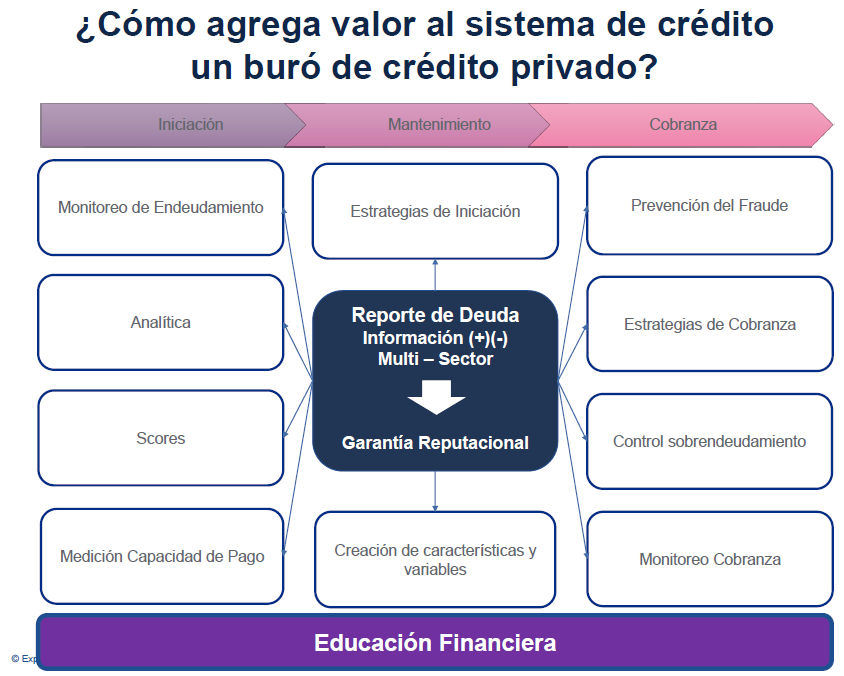 ¿Cómo agrega valor al sistema de crédito
un buró de crédito privado?
Iniciación
Mantenimiento
Cobranza
Monitoreo de Endeudamiento
Estrategias de Iniciación
Prevención del Fraude
Analítica
Reporte de Deuda
Información (+)(-)
Multi – Sector
Estrategias de Cobranza
Scores
Garantía Reputacional
Control sobrendeudamiento
Medición Capacidad de Pago
Creación de características y
variables
Monitoreo Cobranza
Educación Financiera
©